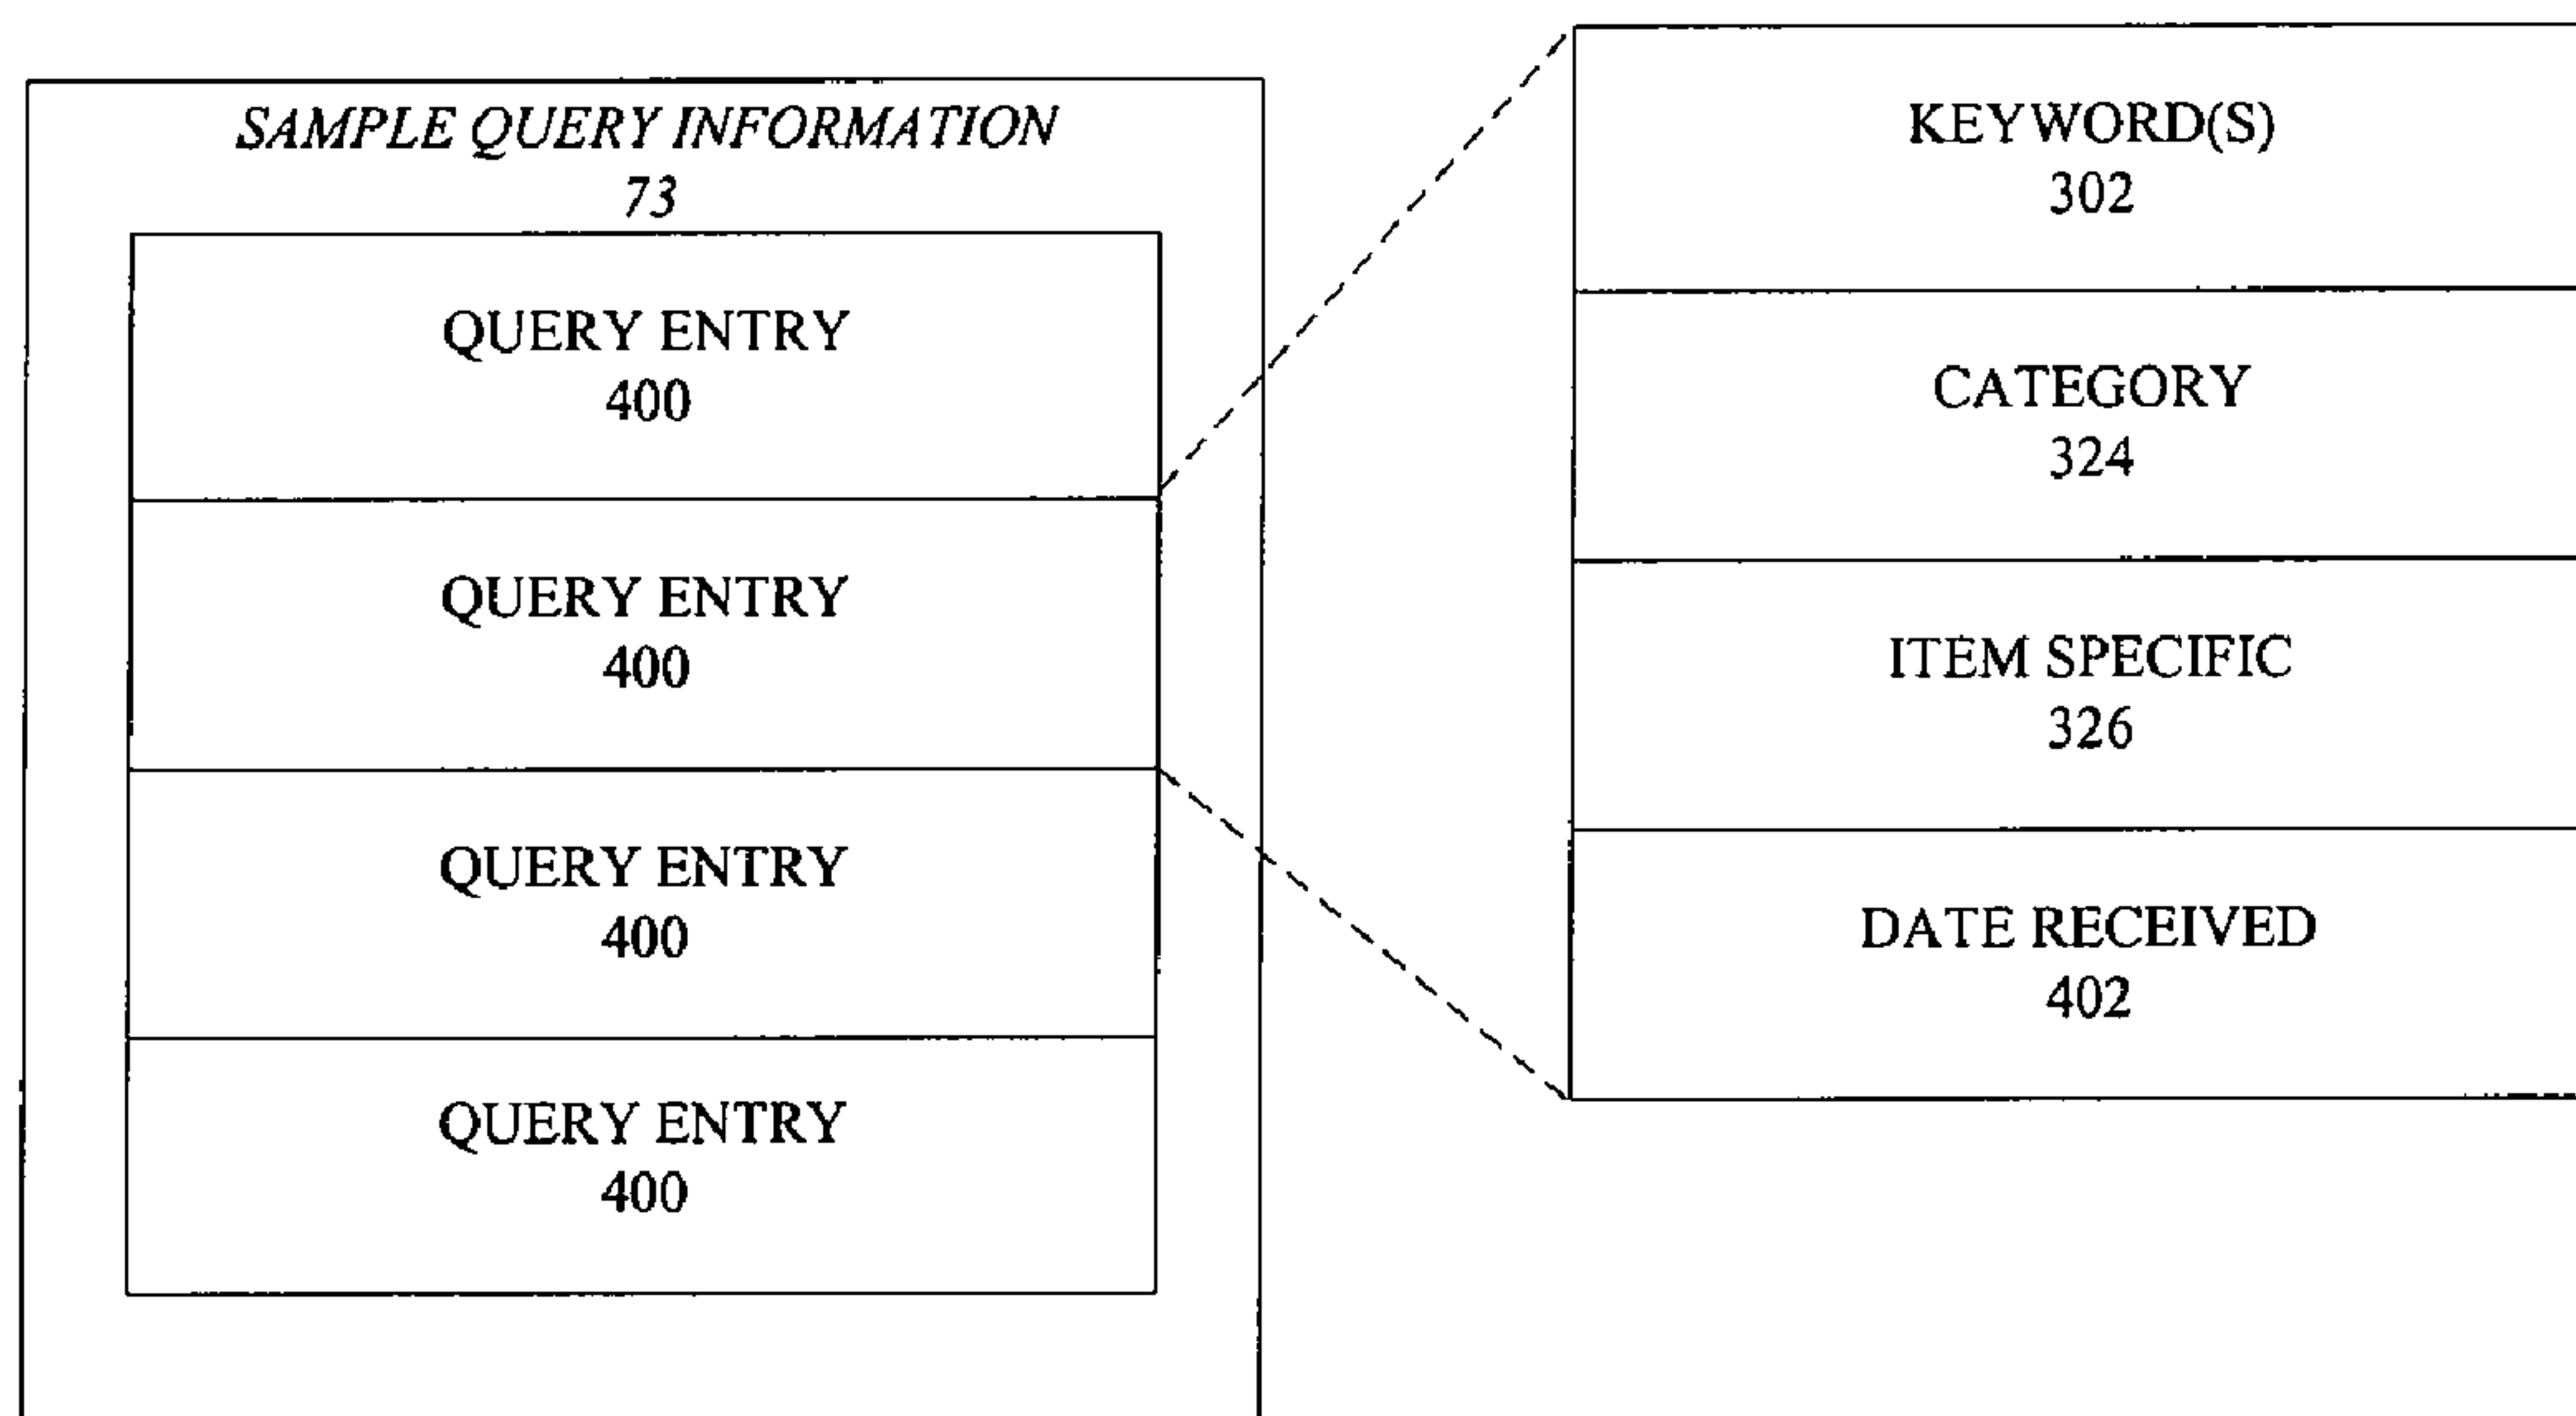 SAMPLE QUERY INFORMATION
73
QUERY ENTRY
400
QUERY ENTRY
400
QUERY ENTRY
400
QUERY ENTRY
400
KEYWORD(S)
302
CATEGORY
324
ITEM SPECIFIC
326
DATE RECEIVED
402